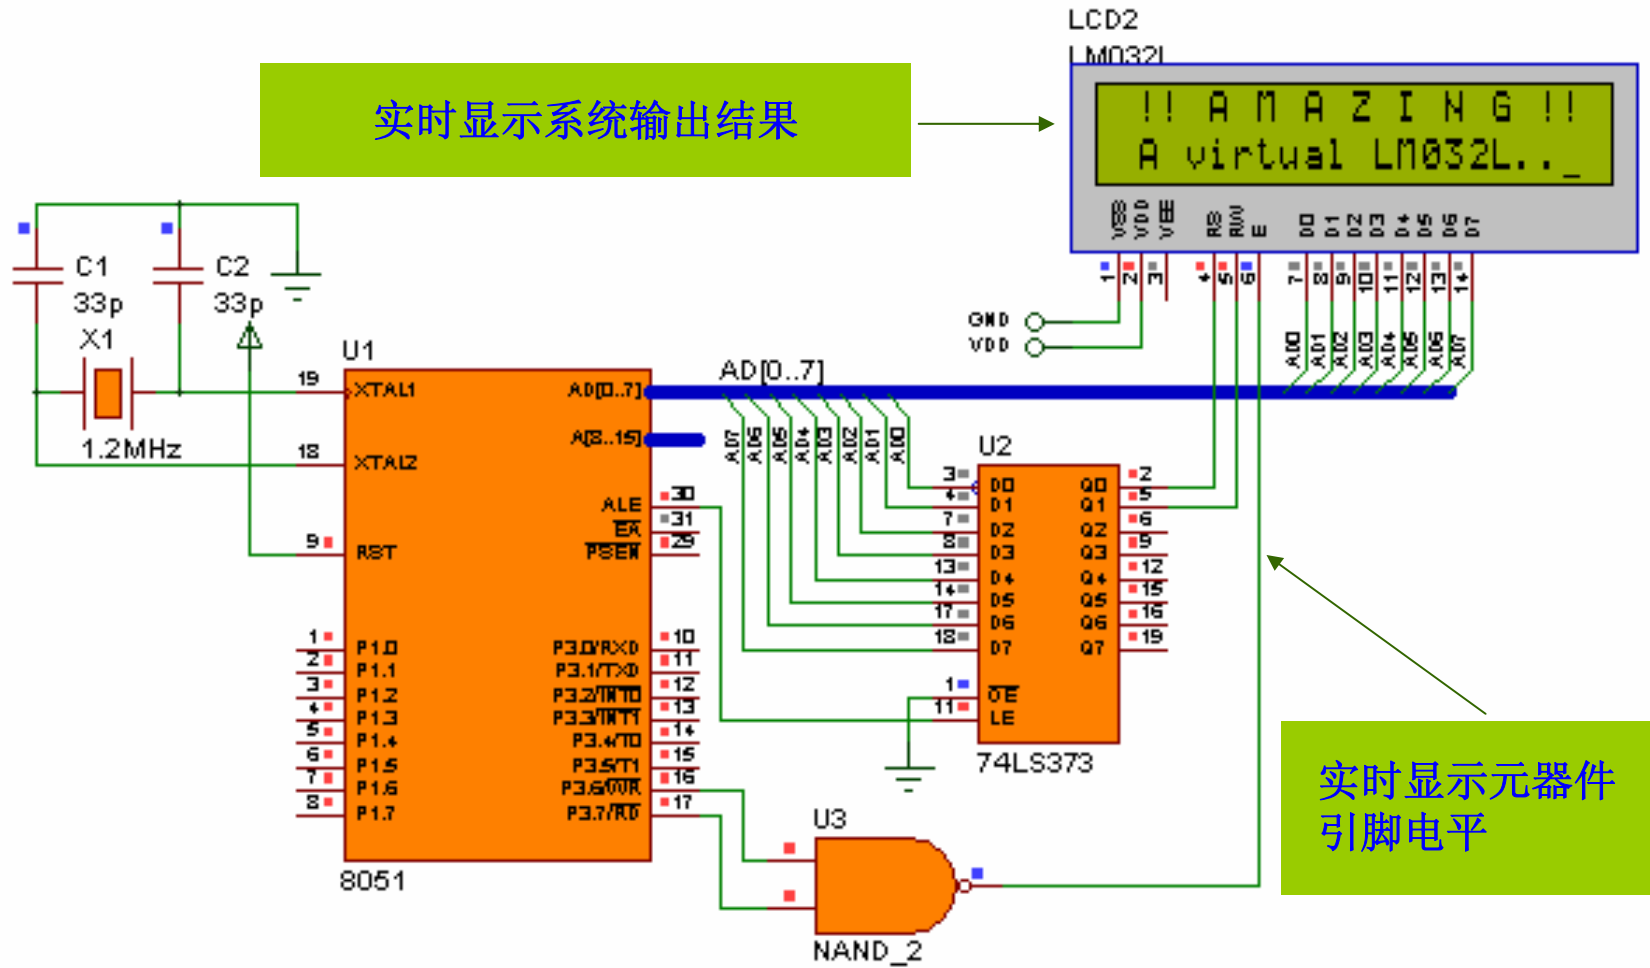 LCD2
LM032L
实时显示系统输出结果
!! A M A Z I N G !!
A virtual LM032L.._
VSS VDD VEE RS RW E D0 D1 D2 D3 D4 D5 D6 D7
1 2 3 4 5 6 7 8 9 10 11 12 13 14
C1
33p
C2
33p
GND
VDD
AD0 AD1 AD2 AD3 AD4 AD5 AD6 AD7
X1
1.2MHz
U1
19 XTAL1
18 XTAL2
9 RST
AD[0..7]
A[8..15]
ALE 30
EA 31
PSEN 29
1 P1.0
2 P1.1
3 P1.2
4 P1.3
5 P1.4
6 P1.5
7 P1.6
8 P1.7
P3.0/RXD 10
P3.1/TXD 11
P3.2/INT0 12
P3.3/INT1 13
P3.4/T0 14
P3.5/T1 15
P3.6/WR 16
P3.7/RD 17
8051
AD[0..7]
AD7 AD6 AD5 AD4 AD3 AD2 AD1 AD0
U2
3 D0 Q0 2
4 D1 Q1 5
7 D2 Q2 6
8 D3 Q3 9
13 D4 Q4 12
14 D5 Q5 15
17 D6 Q6 16
18 D7 Q7 19
1 OE
11 LE
74LS373
U3
NAND_2
实时显示元器件
引脚电平